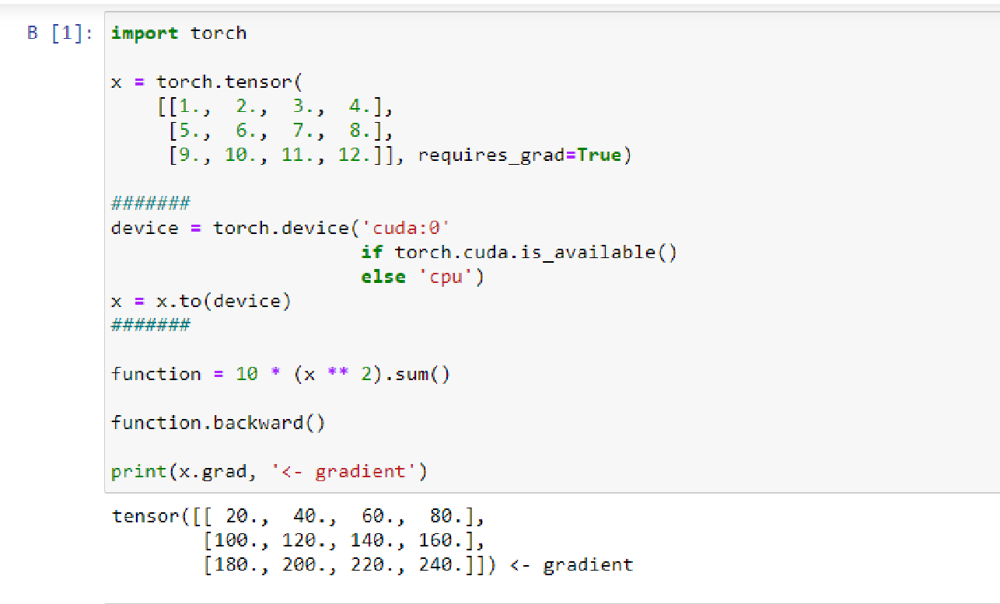 B [1]: import torch
x = torch.tensor(
[[1., 2., 3., 4.],
[5., 6., 7., 8.],
[9., 10., 11., 12.]], requires_grad=True)
#######
device = torch.device('cuda:0'
if torch.cuda.is_available()
else 'cpu')
x = x.to(device)
#######
function = 10 * (x ** 2).sum()
function.backward()
print(x.grad, '<- gradient')
tensor([[ 20., 40., 60., 80.],
[100., 120., 140., 160.],
[180., 200., 220., 240.]]) <- gradient